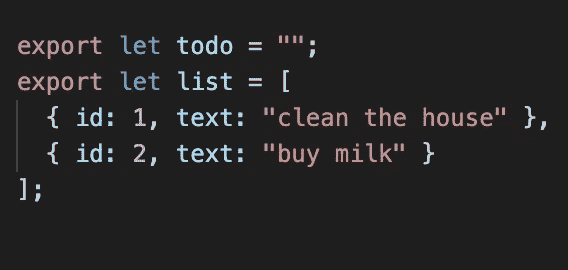 export let todo = "";
export let list = [
{ id: 1, text: "clean the house" },
{ id: 2, text: "buy milk" }
];